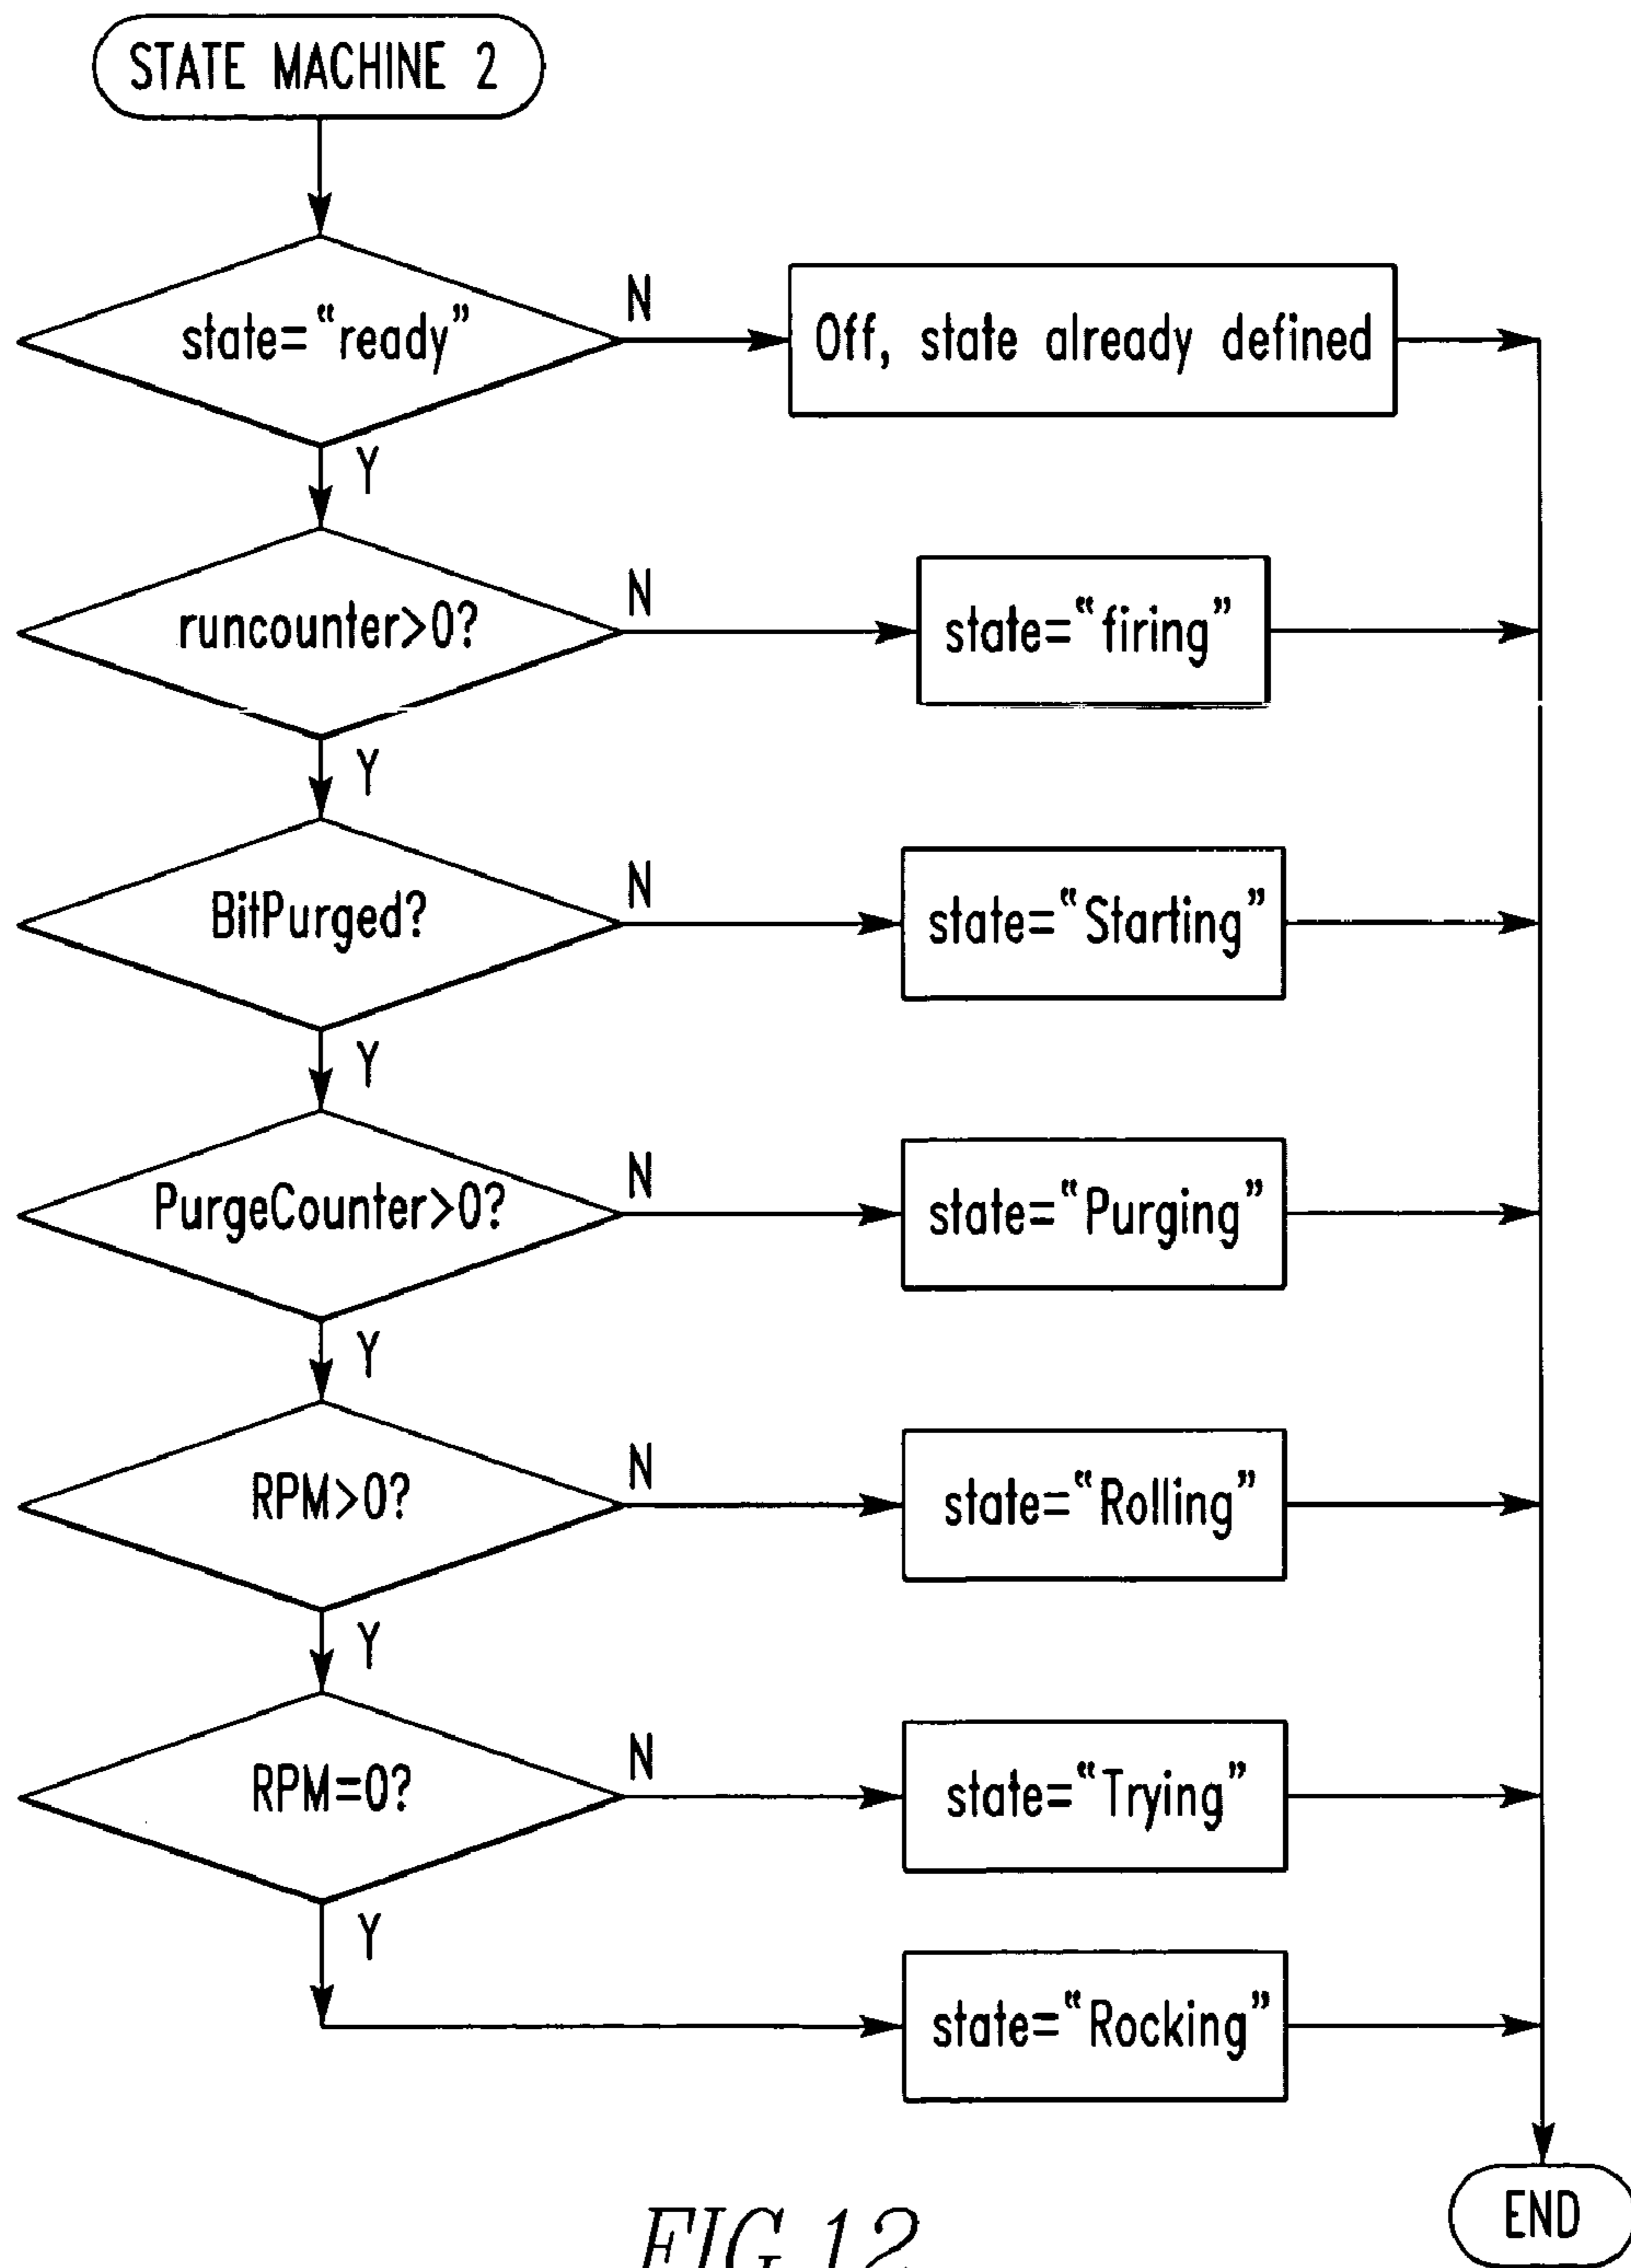 STATE MACHINE 2
state="ready"
N
Off, state already defined
Y
runcounter>0?
N
state="firing"
Y
BitPurged?
N
state="Starting"
Y
PurgeCounter>0?
N
state="Purging"
Y
RPM>0?
N
state="Rolling"
Y
RPM=0?
N
state="Trying"
Y
state="Rocking"
END
FIG.12